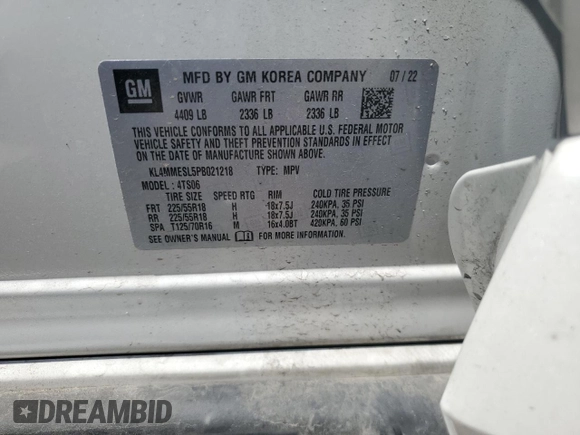 GM MFD BY GM KOREA COMPANY 07/22
GVWR GAWR FRT GAWR RR
4409 LB 2336 LB 2336 LB
THIS VEHICLE CONFORMS TO ALL APPLICABLE U.S. FEDERAL MOTOR
VEHICLE SAFETY AND THEFT PREVENTION STANDARDS IN EFFECT
ON THE DATE OF MANUFACTURE SHOWN ABOVE.
KL4MMESL5PB021218 TYPE: MPV
MODEL: 4TS06
TIRE SIZE SPEED RTG RIM COLD TIRE PRESSURE
FRT 225/55R18 H 18x7.5J 240KPA, 35 PSI
RR 225/55R18 H 18x7.5J 240KPA, 35 PSI
SPA T125/70R16 M 16x4.0BT 420KPA, 60 PSI
SEE OWNER'S MANUAL FOR MORE INFORMATION.
DREAMBID